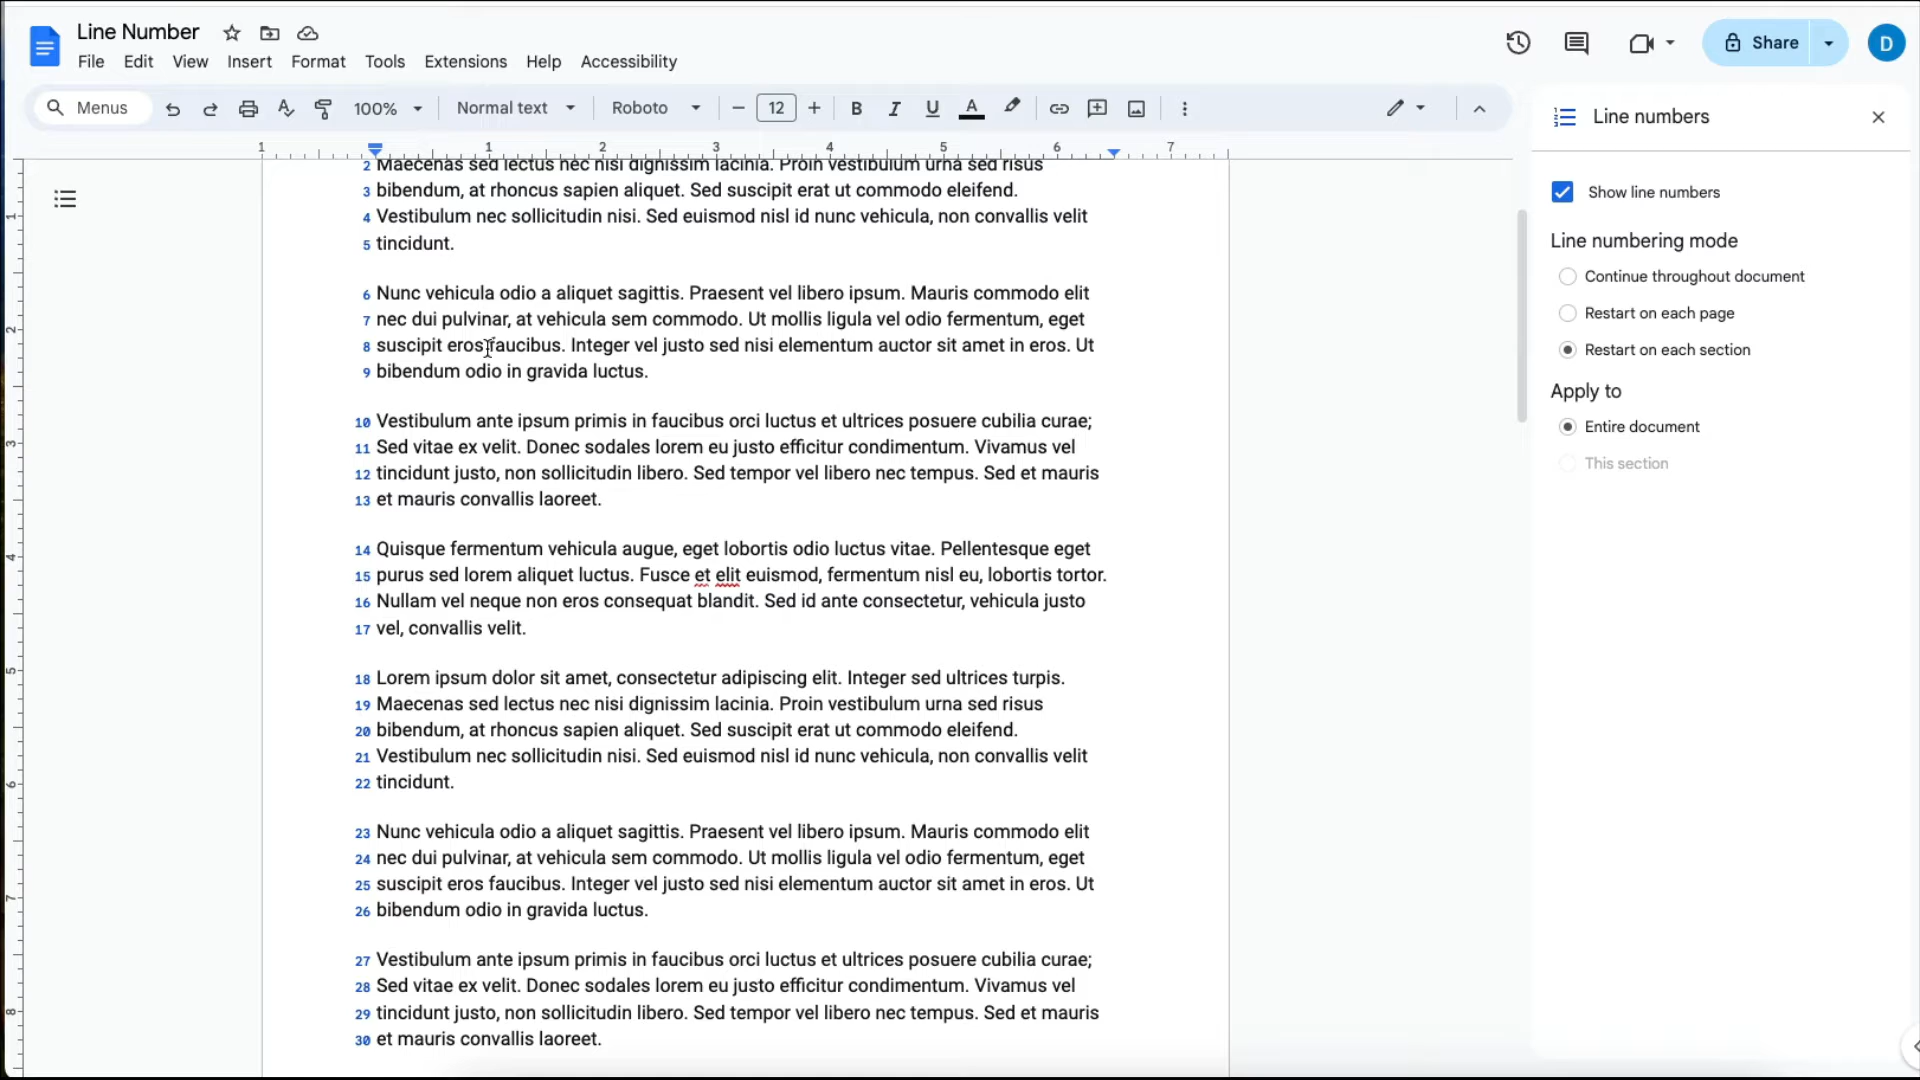 Line Number
File Edit View Insert Format Tools Extensions Help Accessibility
Share
D
Menus 100% Normal text Roboto 12 B I U A
1 1 2 3 4 5 6 7
Line numbers
Show line numbers
Line numbering mode
Continue throughout document
Restart on each page
Restart on each section
Apply to
Entire document
This section
1
2
3
4
5
6
7
8
2 Maecenas sed lectus nec nisi dignissim lacinia. Proin vestibulum urna sed risus
3 bibendum, at rhoncus sapien aliquet. Sed suscipit erat ut commodo eleifend.
4 Vestibulum nec sollicitudin nisi. Sed euismod nisl id nunc vehicula, non convallis velit
5 tincidunt.
6 Nunc vehicula odio a aliquet sagittis. Praesent vel libero ipsum. Mauris commodo elit
7 nec dui pulvinar, at vehicula sem commodo. Ut mollis ligula vel odio fermentum, eget
8 suscipit eros faucibus. Integer vel justo sed nisi elementum auctor sit amet in eros. Ut
9 bibendum odio in gravida luctus.
10 Vestibulum ante ipsum primis in faucibus orci luctus et ultrices posuere cubilia curae;
11 Sed vitae ex velit. Donec sodales lorem eu justo efficitur condimentum. Vivamus vel
12 tincidunt justo, non sollicitudin libero. Sed tempor vel libero nec tempus. Sed et mauris
13 et mauris convallis laoreet.
14 Quisque fermentum vehicula augue, eget lobortis odio luctus vitae. Pellentesque eget
15 purus sed lorem aliquet luctus. Fusce et elit euismod, fermentum nisl eu, lobortis tortor.
16 Nullam vel neque non eros consequat blandit. Sed id ante consectetur, vehicula justo
17 vel, convallis velit.
18 Lorem ipsum dolor sit amet, consectetur adipiscing elit. Integer sed ultrices turpis.
19 Maecenas sed lectus nec nisi dignissim lacinia. Proin vestibulum urna sed risus
20 bibendum, at rhoncus sapien aliquet. Sed suscipit erat ut commodo eleifend.
21 Vestibulum nec sollicitudin nisi. Sed euismod nisl id nunc vehicula, non convallis velit
22 tincidunt.
23 Nunc vehicula odio a aliquet sagittis. Praesent vel libero ipsum. Mauris commodo elit
24 nec dui pulvinar, at vehicula sem commodo. Ut mollis ligula vel odio fermentum, eget
25 suscipit eros faucibus. Integer vel justo sed nisi elementum auctor sit amet in eros. Ut
26 bibendum odio in gravida luctus.
27 Vestibulum ante ipsum primis in faucibus orci luctus et ultrices posuere cubilia curae;
28 Sed vitae ex velit. Donec sodales lorem eu justo efficitur condimentum. Vivamus vel
29 tincidunt justo, non sollicitudin libero. Sed tempor vel libero nec tempus. Sed et mauris
30 et mauris convallis laoreet.